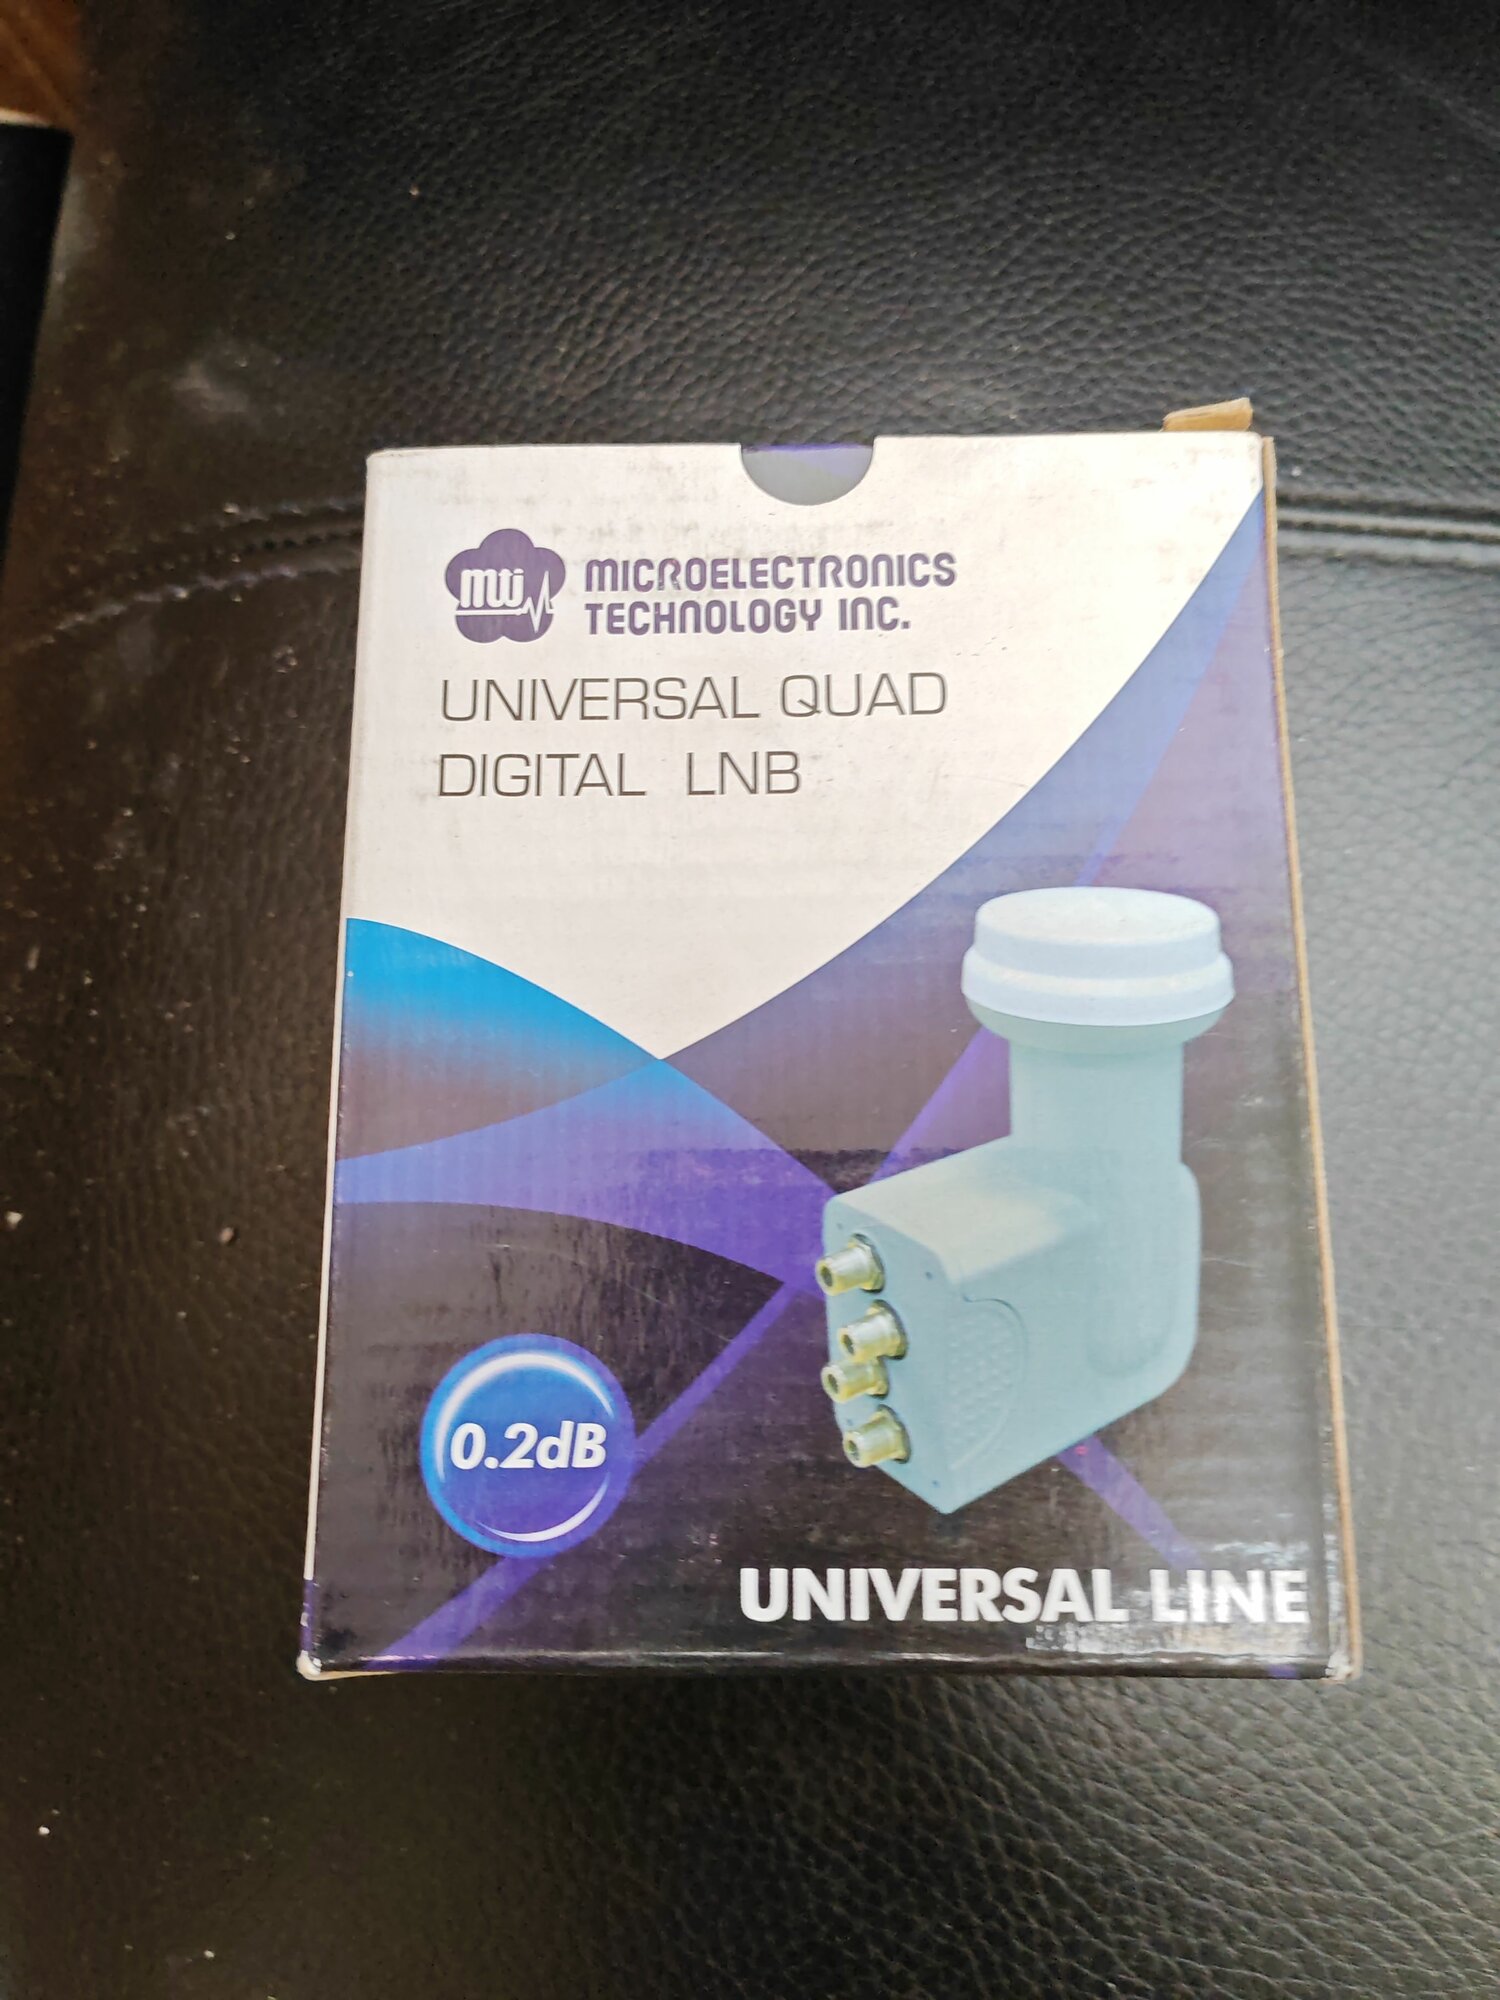 mti
MICROELECTRONICS
TECHNOLOGY INC.
UNIVERSAL QUAD
DIGITAL LNB
0.2dB
UNIVERSAL LINE